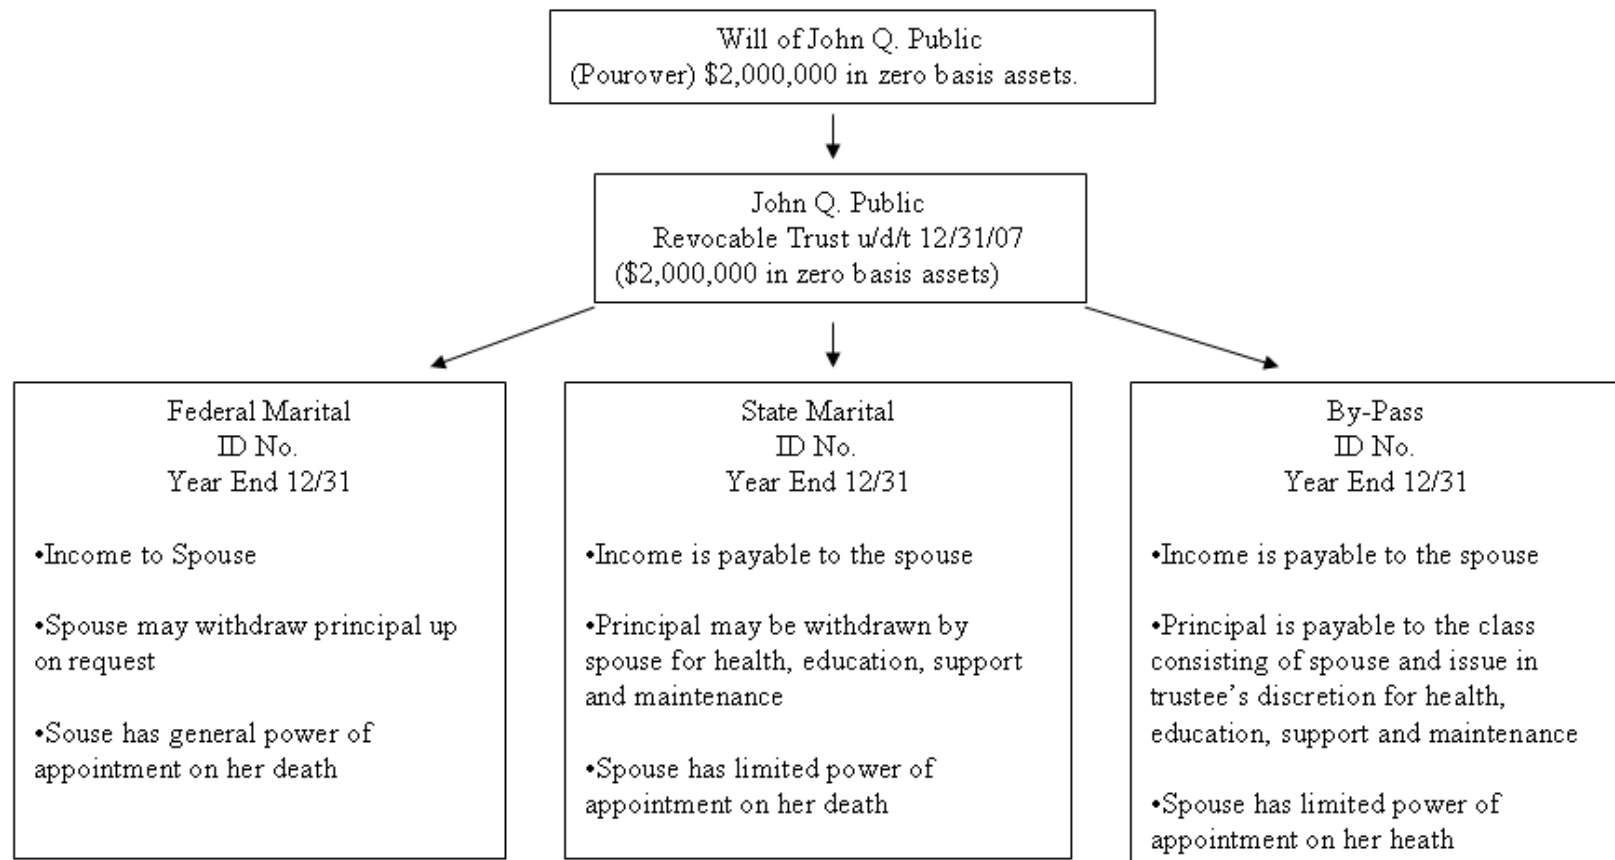 Will of John Q. Public
(Pourover) $2,000,000 in zero basis assets.
John Q. Public
Revocable Trust u/d/t 12/31/07
($2,000,000 in zero basis assets)
Federal Marital
ID No.
Year End 12/31
•Income to Spouse
•Spouse may withdraw principal up
on request
•Souse has general power of
appointment on her death
State Marital
ID No.
Year End 12/31
•Income is payable to the spouse
•Principal may be withdrawn by
spouse for health, education, support
and maintenance
•Spouse has limited power of
appointment on her death
By-Pass
ID No.
Year End 12/31
•Income is payable to the spouse
•Principal is payable to the class
consisting of spouse and issue in
trustee’s discretion for health,
education, support and maintenance
•Spouse has limited power of
appointment on her heath